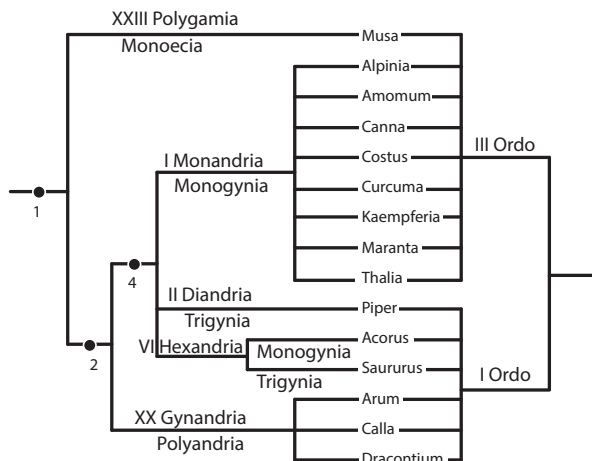 XXIII Polygamia
Monoecia
Musa
Alpinia
Amomum
Canna
I Monandria
Monogynia
Costus
Curcuma
Kaempferia
Maranta
Thalia
III Ordo
1
4
II Diandria
Trigynia
Piper
VI Hexandria
Monogynia
Acorus
Trigynia
Saururus
2
I Ordo
XX Gynandria
Polyandria
Arum
Calla
Dracontium